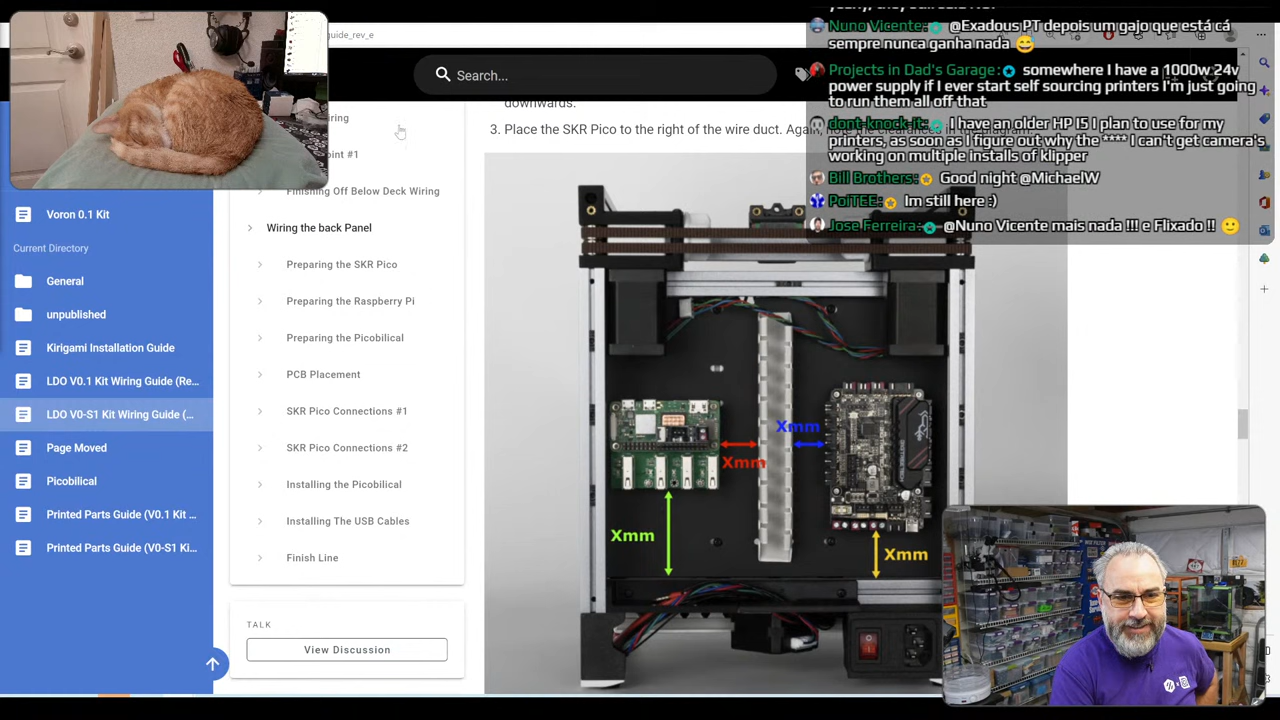 guide_rev_e
Search...
Voron 0.1 Kit
Current Directory
General
unpublished
Kirigami Installation Guide
LDO V0.1 Kit Wiring Guide (Re...
LDO V0-S1 Kit Wiring Guide (...
Page Moved
Picobilical
Printed Parts Guide (V0.1 Kit ...
Printed Parts Guide (V0-S1 Ki...
Finishing Off Below Deck Wiring
Wiring the back Panel
Preparing the SKR Pico
Preparing the Raspberry Pi
Preparing the Picobilical
PCB Placement
SKR Pico Connections #1
SKR Pico Connections #2
Installing the Picobilical
Installing The USB Cables
Finish Line
TALK
View Discussion
downwards.
3. Place the SKR Pico to the right of the wire duct.
Xmm
Xmm
Xmm
Xmm
Nuno Vicente: @Exadous PT depois um gajo que está cá
sempre nunca ganha nada 😅
Projects in Dad's Garage: somewhere I have a 1000w 24v
power supply if I ever start self sourcing printers I'm just going
to run them all off that
dont-knock-it: I have an older HP I5 I plan to use for my
printers, as soon as I figure out why the **** I can't get camera's
working on multiple installs of klipper
Bill Brothers: Good night @MichaelW
PoiTEE: Im still here :)
Jose Ferreira: @Nuno Vicente mais nada !!! e Flixado !! 🙂